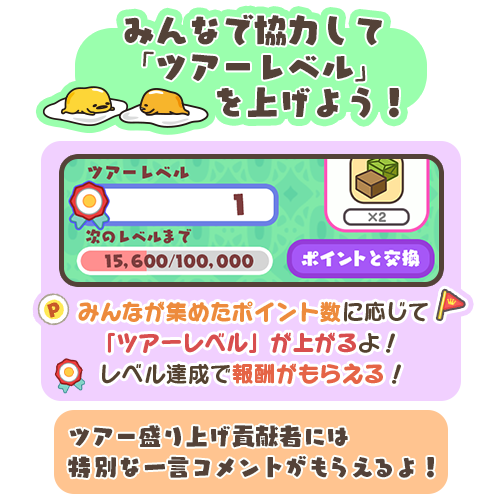 みんなで協力して
「ツアーレベル」
を上げよう！
ツアーレベル
1
×2
次のレベルまで
15,600/100,000
ポイントと交換
P みんなが集めたポイント数に応じて
「ツアーレベル」が上がるよ！
レベル達成で報酬がもらえる！
ツアー盛り上げ貢献者には
特別な一言コメントがもらえるよ！